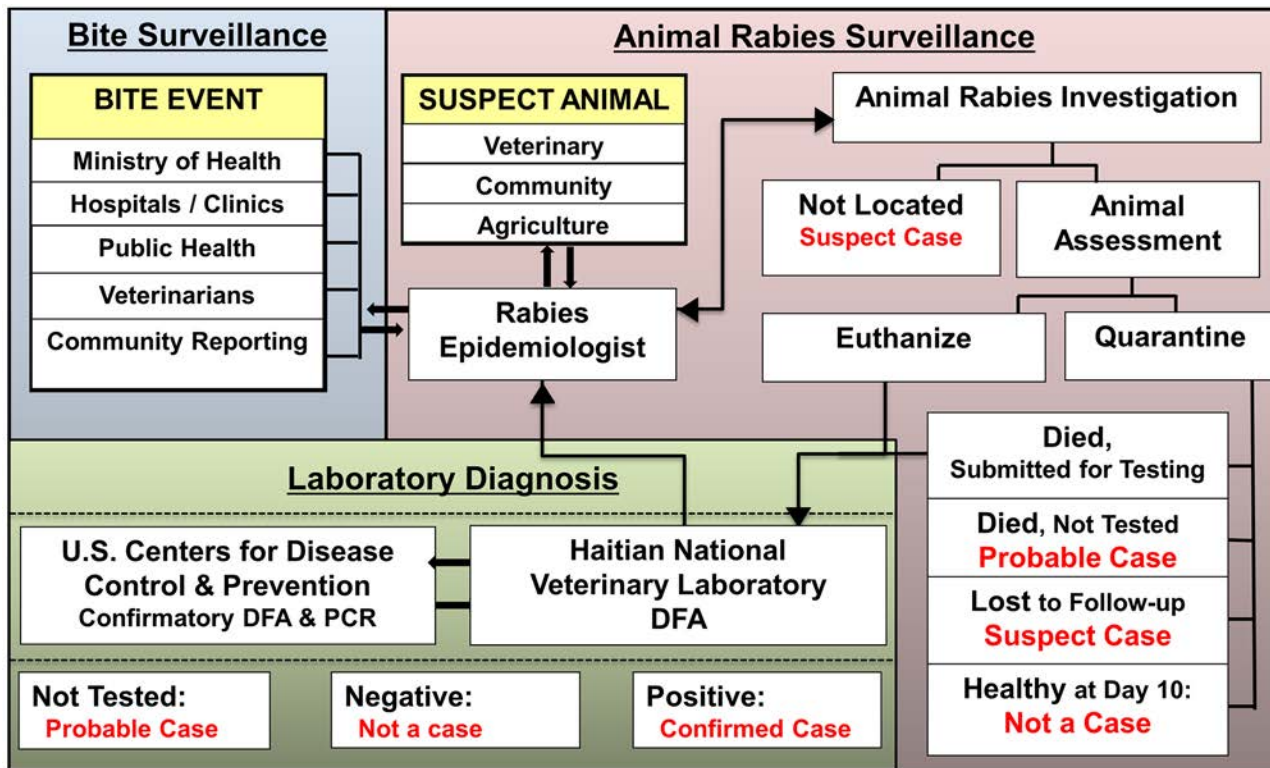 Bite Surveillance
BITE EVENT
Ministry of Health
Hospitals / Clinics
Public Health
Veterinarians
Community Reporting
Animal Rabies Surveillance
SUSPECT ANIMAL
Veterinary
Community
Agriculture
Rabies
Epidemiologist
Animal Rabies Investigation
Not Located
Suspect Case
Animal
Assessment
Euthanize
Quarantine
Died,
Submitted for Testing
Died, Not Tested
Probable Case
Lost to Follow-up
Suspect Case
Healthy at Day 10:
Not a Case
Laboratory Diagnosis
U.S. Centers for Disease
Control & Prevention
Confirmatory DFA & PCR
Haitian National
Veterinary Laboratory
DFA
Not Tested:
Probable Case
Negative:
Not a case
Positive:
Confirmed Case